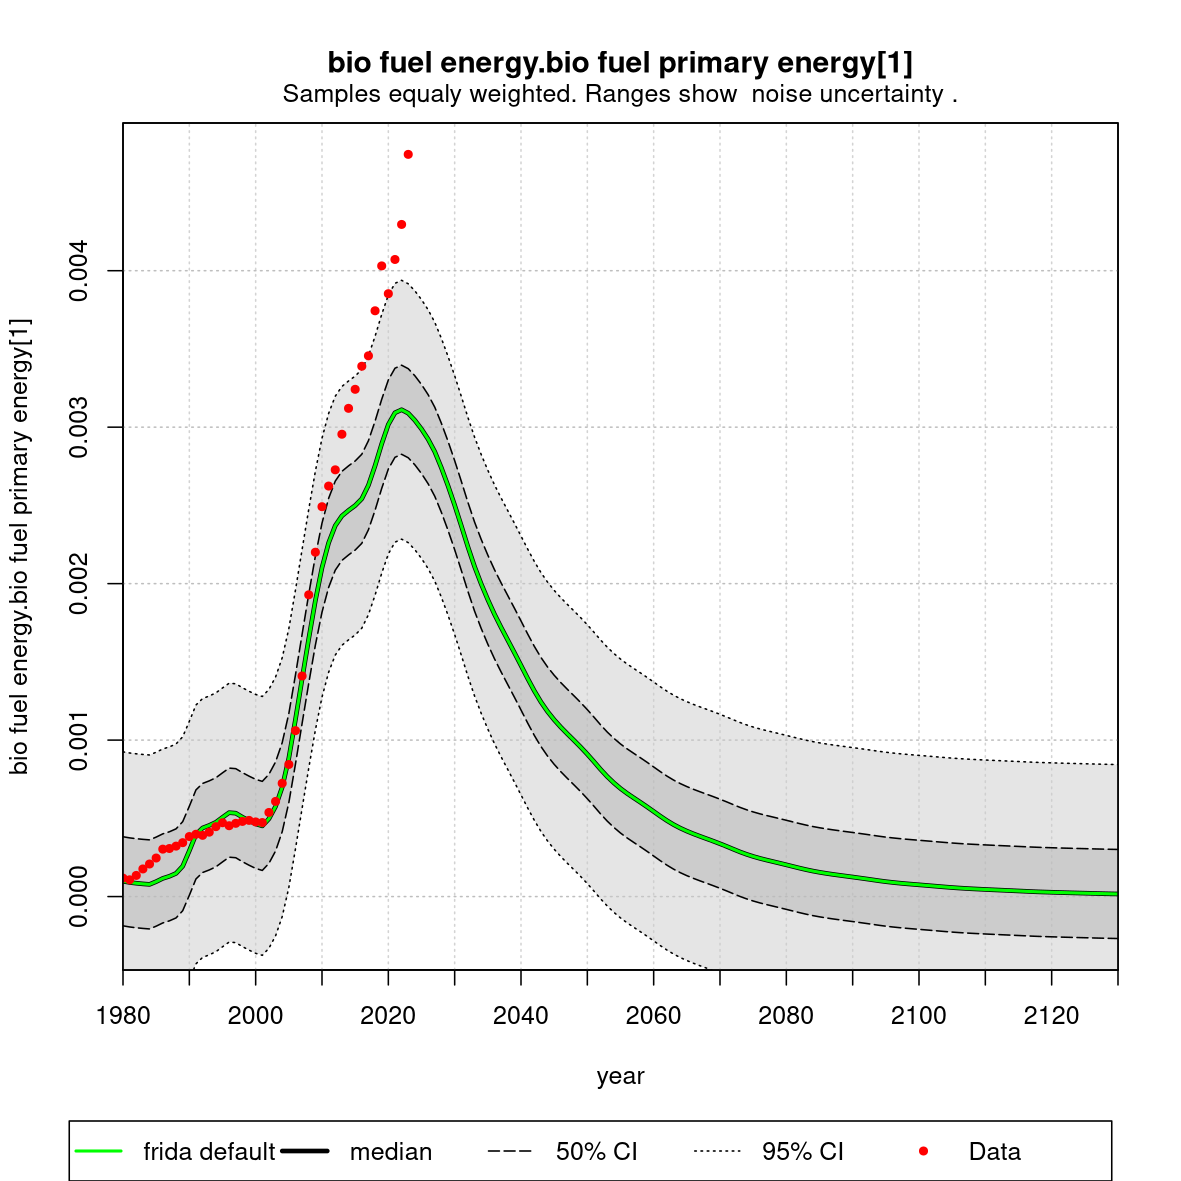 bio fuel energy.bio fuel primary energy[1]
Samples equaly weighted. Ranges show  noise uncertainty .
bio fuel energy.bio fuel primary energy[1]
0.004
0.003
0.002
0.001
0.000
1980 2000 2020 2040 2060 2080 2100 2120
year
frida default median 50% CI 95% CI Data